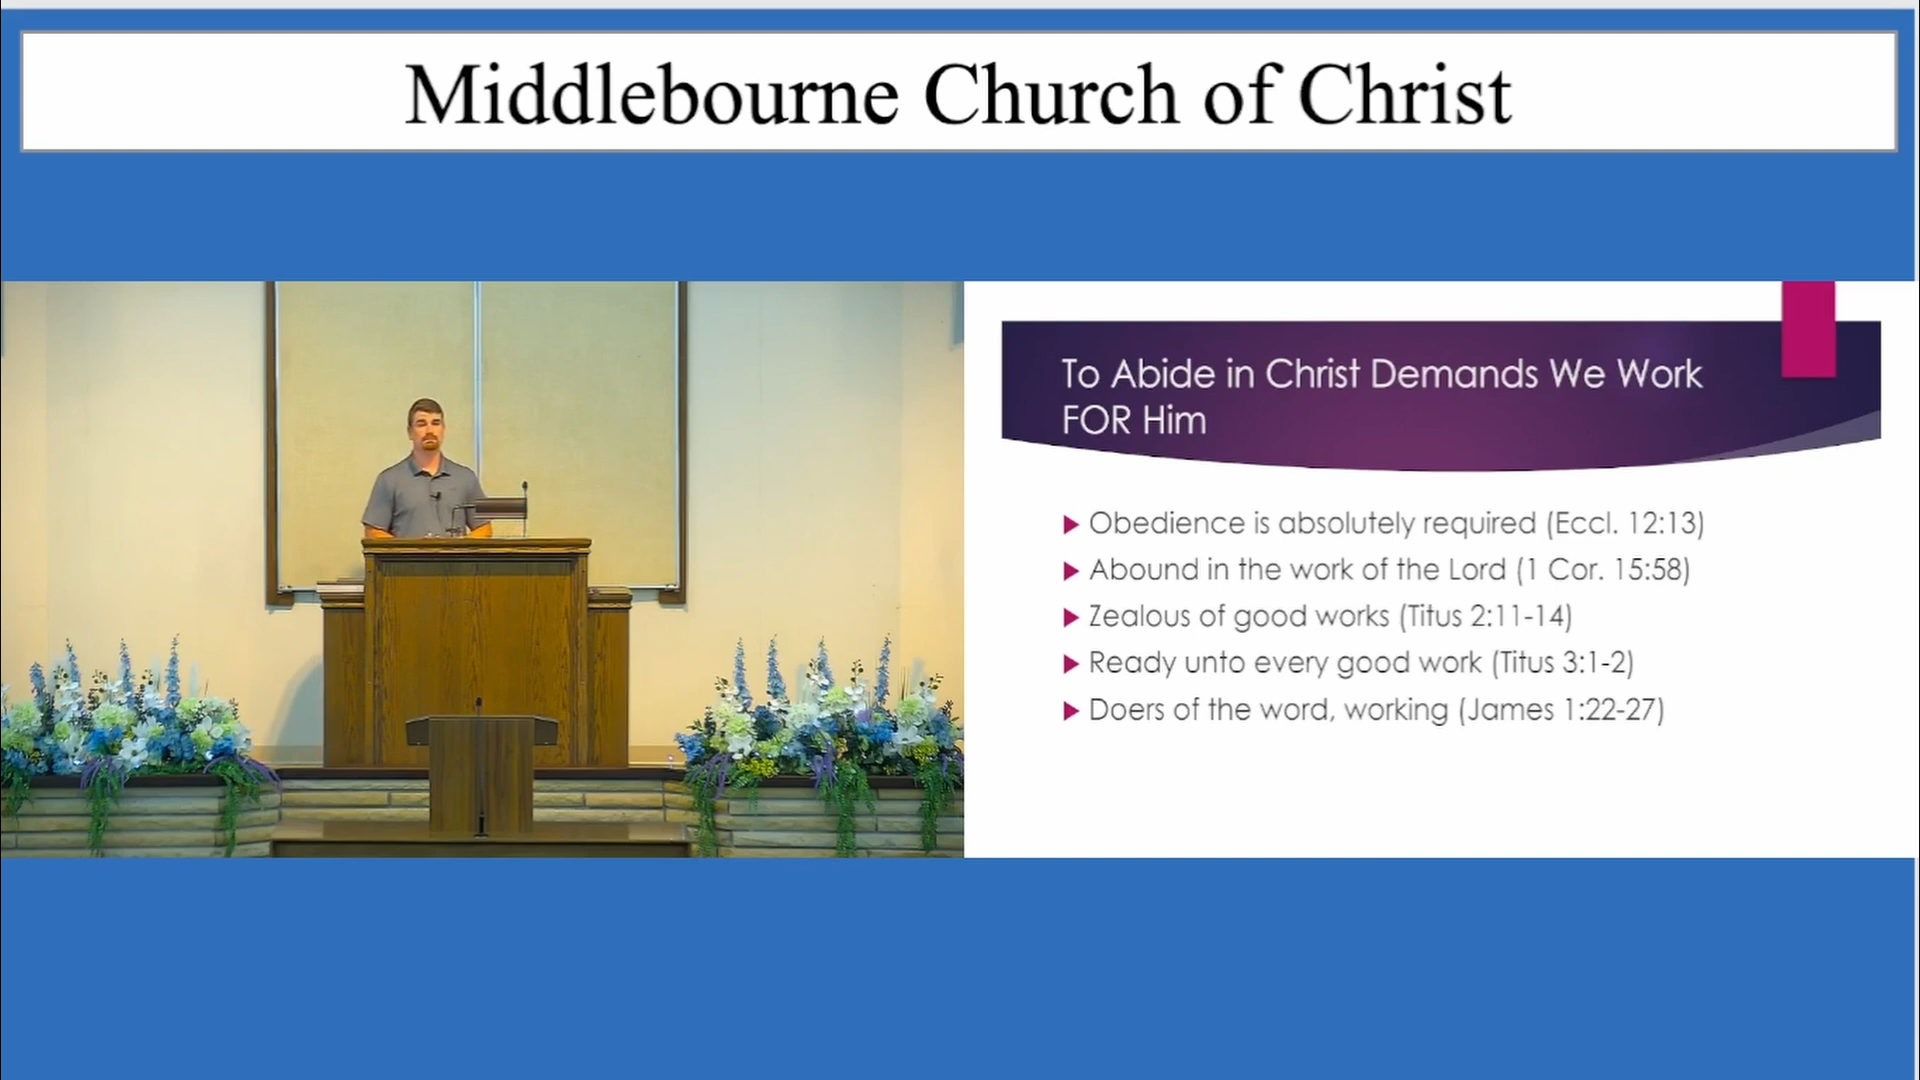 Middlebourne Church of Christ
To Abide in Christ Demands We Work
FOR Him
Obedience is absolutely required (Eccl. 12:13)
Abound in the work of the Lord (1 Cor. 15:58)
Zealous of good works (Titus 2:11-14)
Ready unto every good work (Titus 3:1-2)
Doers of the word, working (James 1:22-27)